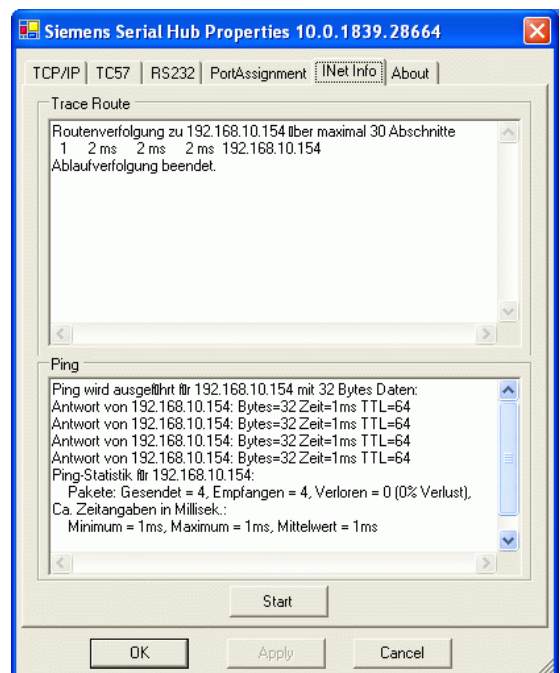 Siemens Serial Hub Properties 10.0.1839.28664
TCP/IP TC57 RS232 PortAssignment INet Info About
Trace Route
Routenverfolgung zu 192.168.10.154 über maximal 30 Abschnitte
1 2 ms 2 ms 2 ms 192.168.10.154
Ablaufverfolgung beendet.
Ping
Ping wird ausgeführt für 192.168.10.154 mit 32 Bytes Daten:
Antwort von 192.168.10.154: Bytes=32 Zeit=1ms TTL=64
Antwort von 192.168.10.154: Bytes=32 Zeit=1ms TTL=64
Antwort von 192.168.10.154: Bytes=32 Zeit=1ms TTL=64
Antwort von 192.168.10.154: Bytes=32 Zeit=1ms TTL=64
Ping-Statistik für 192.168.10.154:
Pakete: Gesendet = 4, Empfangen = 4, Verloren = 0 (0% Verlust),
Ca. Zeitangaben in Millisek.:
Minimum = 1ms, Maximum = 1ms, Mittelwert = 1ms
Start
OK Apply Cancel